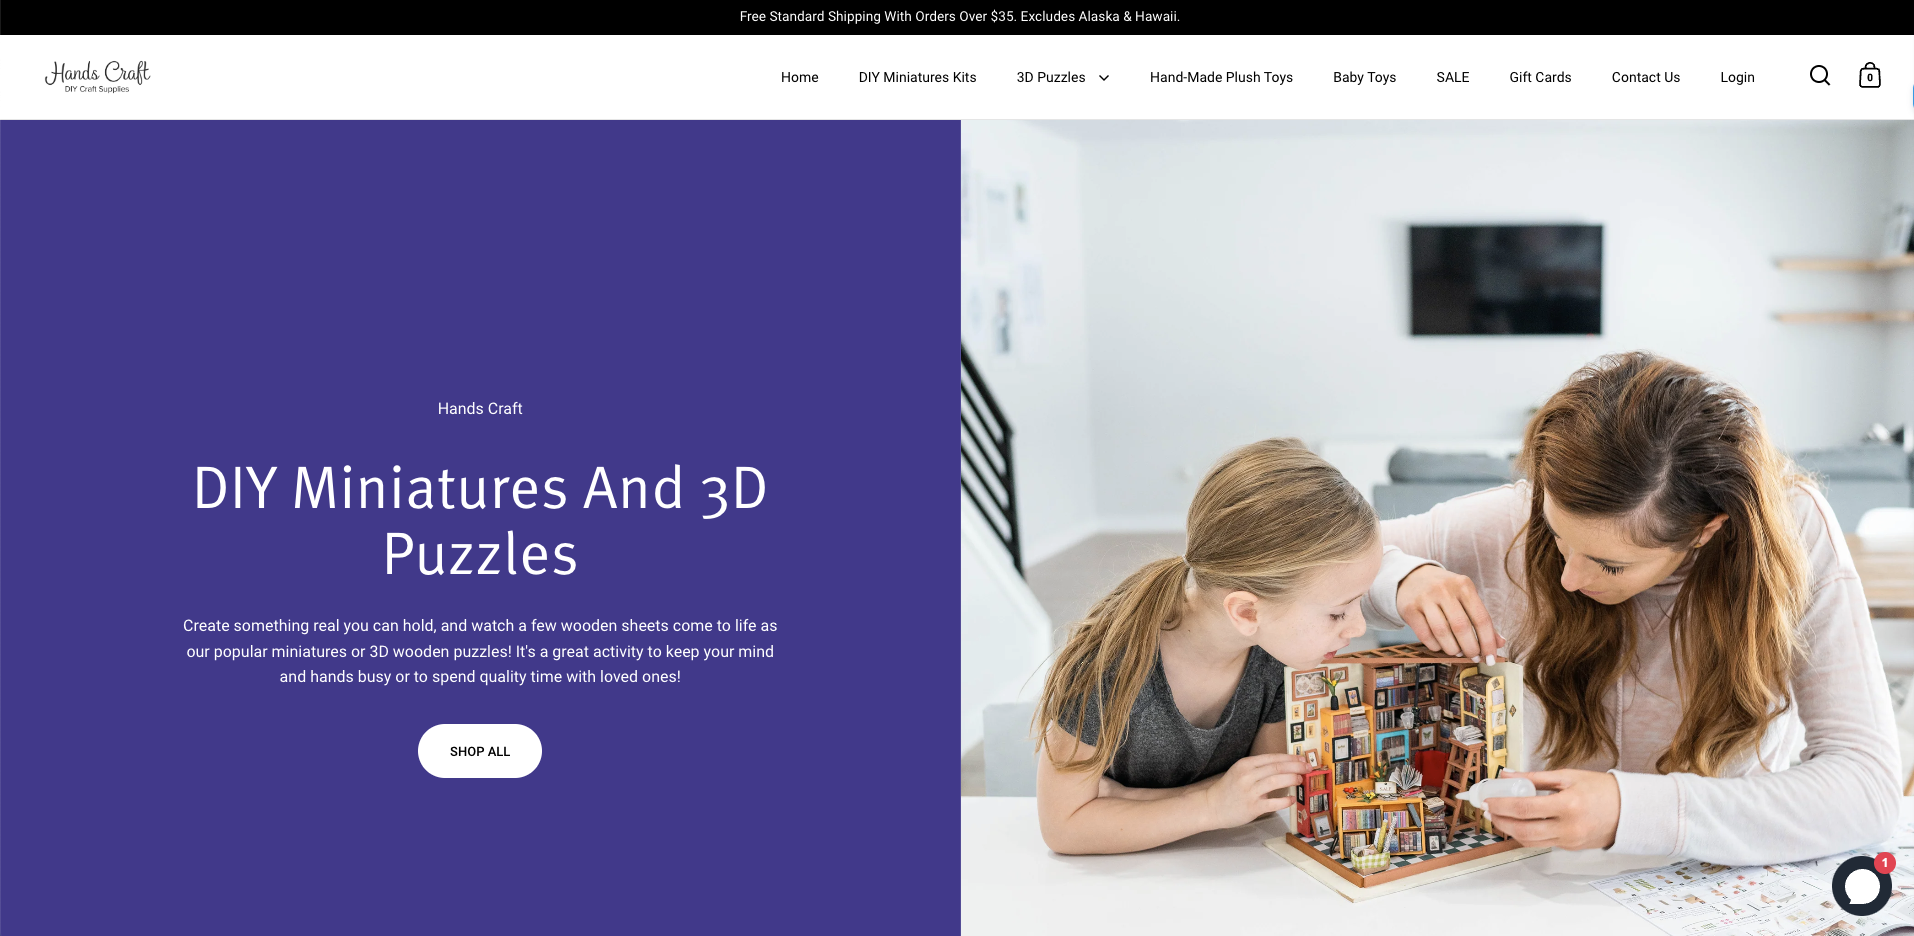 Free Standard Shipping With Orders Over $35. Excludes Alaska & Hawaii.
Hands Craft
DIY Craft Supplies
Home
DIY Miniatures Kits
3D Puzzles
Hand-Made Plush Toys
Baby Toys
SALE
Gift Cards
Contact Us
Login
0
Hands Craft
DIY Miniatures And 3D
Puzzles
Create something real you can hold, and watch a few wooden sheets come to life as
our popular miniatures or 3D wooden puzzles! It's a great activity to keep your mind
and hands busy or to spend quality time with loved ones!
SHOP ALL
1